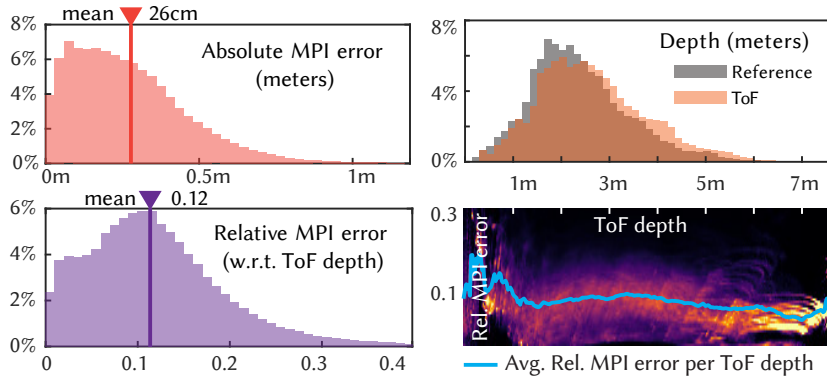 mean 26cm
8%
6%
4%
2%
0%
Absolute MPI error
(meters)
0m 0.5m 1m
8%
4%
0%
Depth (meters)
Reference
ToF
1m 3m 5m 7m
mean 0.12
6%
4%
2%
0%
Relative MPI error
(w.r.t. ToF depth)
0 0.1 0.2 0.3 0.4
0.3
0.1
Rel. MPI error
ToF depth
Avg. Rel. MPI error per ToF depth